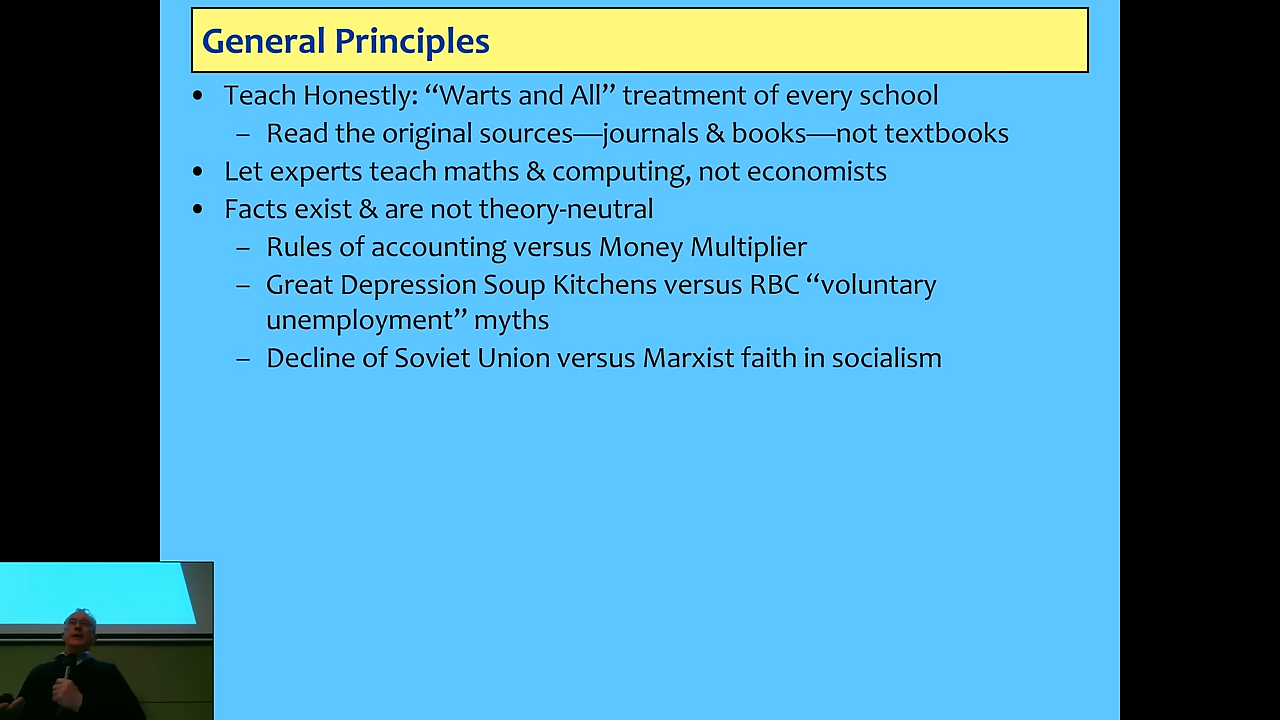 General Principles
• Teach Honestly: “Warts and All” treatment of every school
– Read the original sources—journals & books—not textbooks
• Let experts teach maths & computing, not economists
• Facts exist & are not theory-neutral
– Rules of accounting versus Money Multiplier
– Great Depression Soup Kitchens versus RBC “voluntary
unemployment” myths
– Decline of Soviet Union versus Marxist faith in socialism